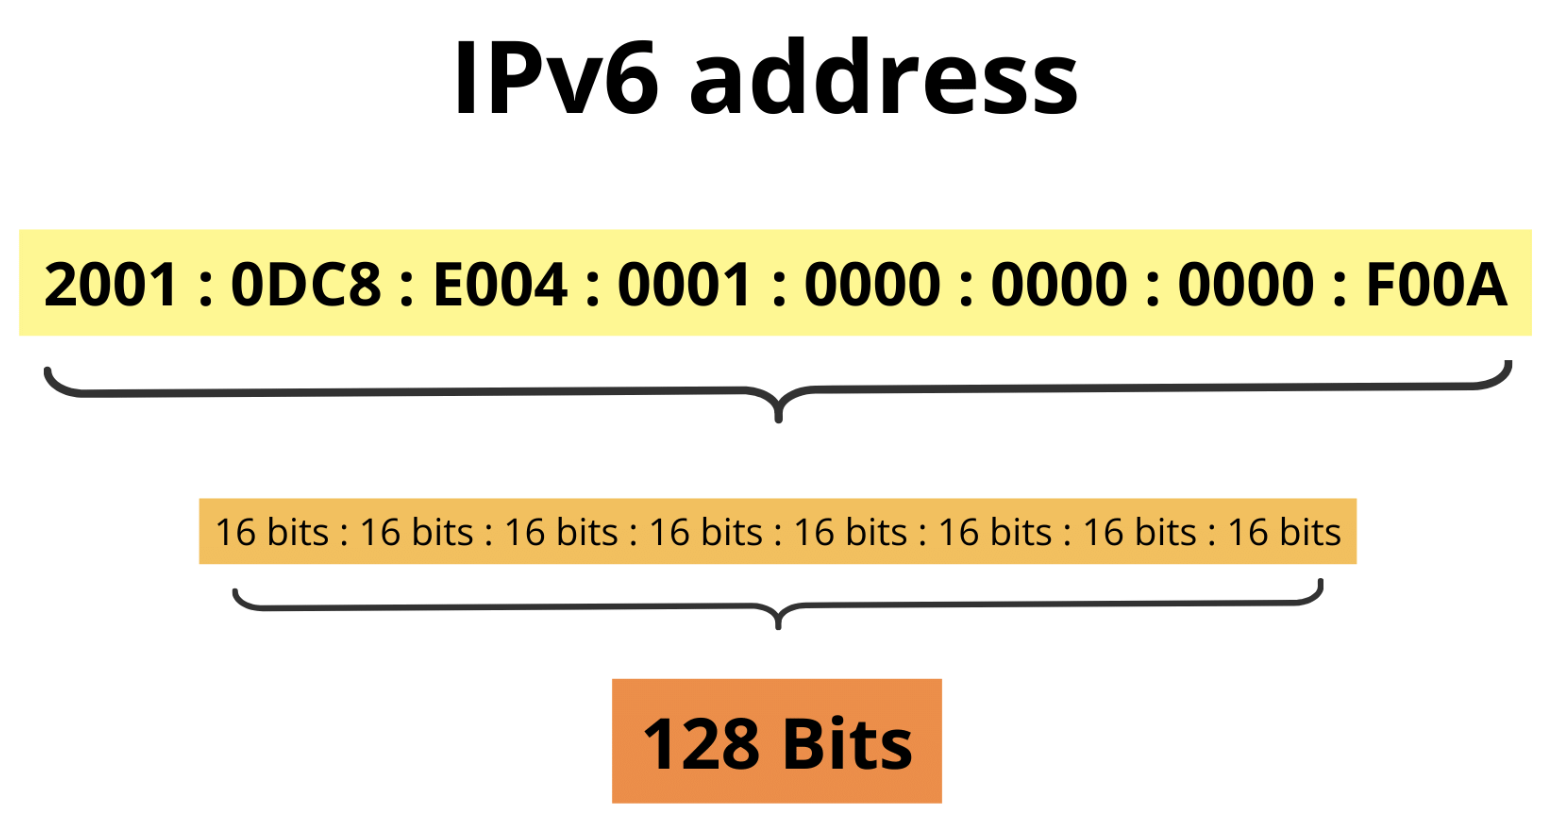 IPv6 address
2001 : 0DC8 : E004 : 0001 : 0000 : 0000 : 0000 : F00A
16 bits : 16 bits : 16 bits : 16 bits : 16 bits : 16 bits : 16 bits : 16 bits
128 Bits